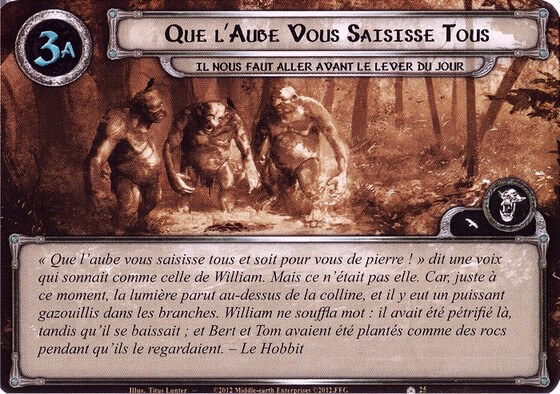 3A
QUE L'AUBE VOUS SAISISSE TOUS
IL NOUS FAUT ALLER AVANT LE LEVER DU JOUR
« Que l'aube vous saisisse tous et soit pour vous de pierre ! » dit une voix
qui sonnait comme celle de William. Mais ce n'était pas elle. Car, juste à
ce moment, la lumière parut au-dessus de la colline, et il y eut un puissant
gazouillis dans les branches. William ne souffla mot : il avait été pétrifié là,
tandis qu'il se baissait ; et Bert et Tom avaient été plantés comme des rocs
pendant qu'ils le regardaient. – Le Hobbit
Illus. Titus Lunter – ©2012 Middle-earth Enterprises ©2012 FFG 25